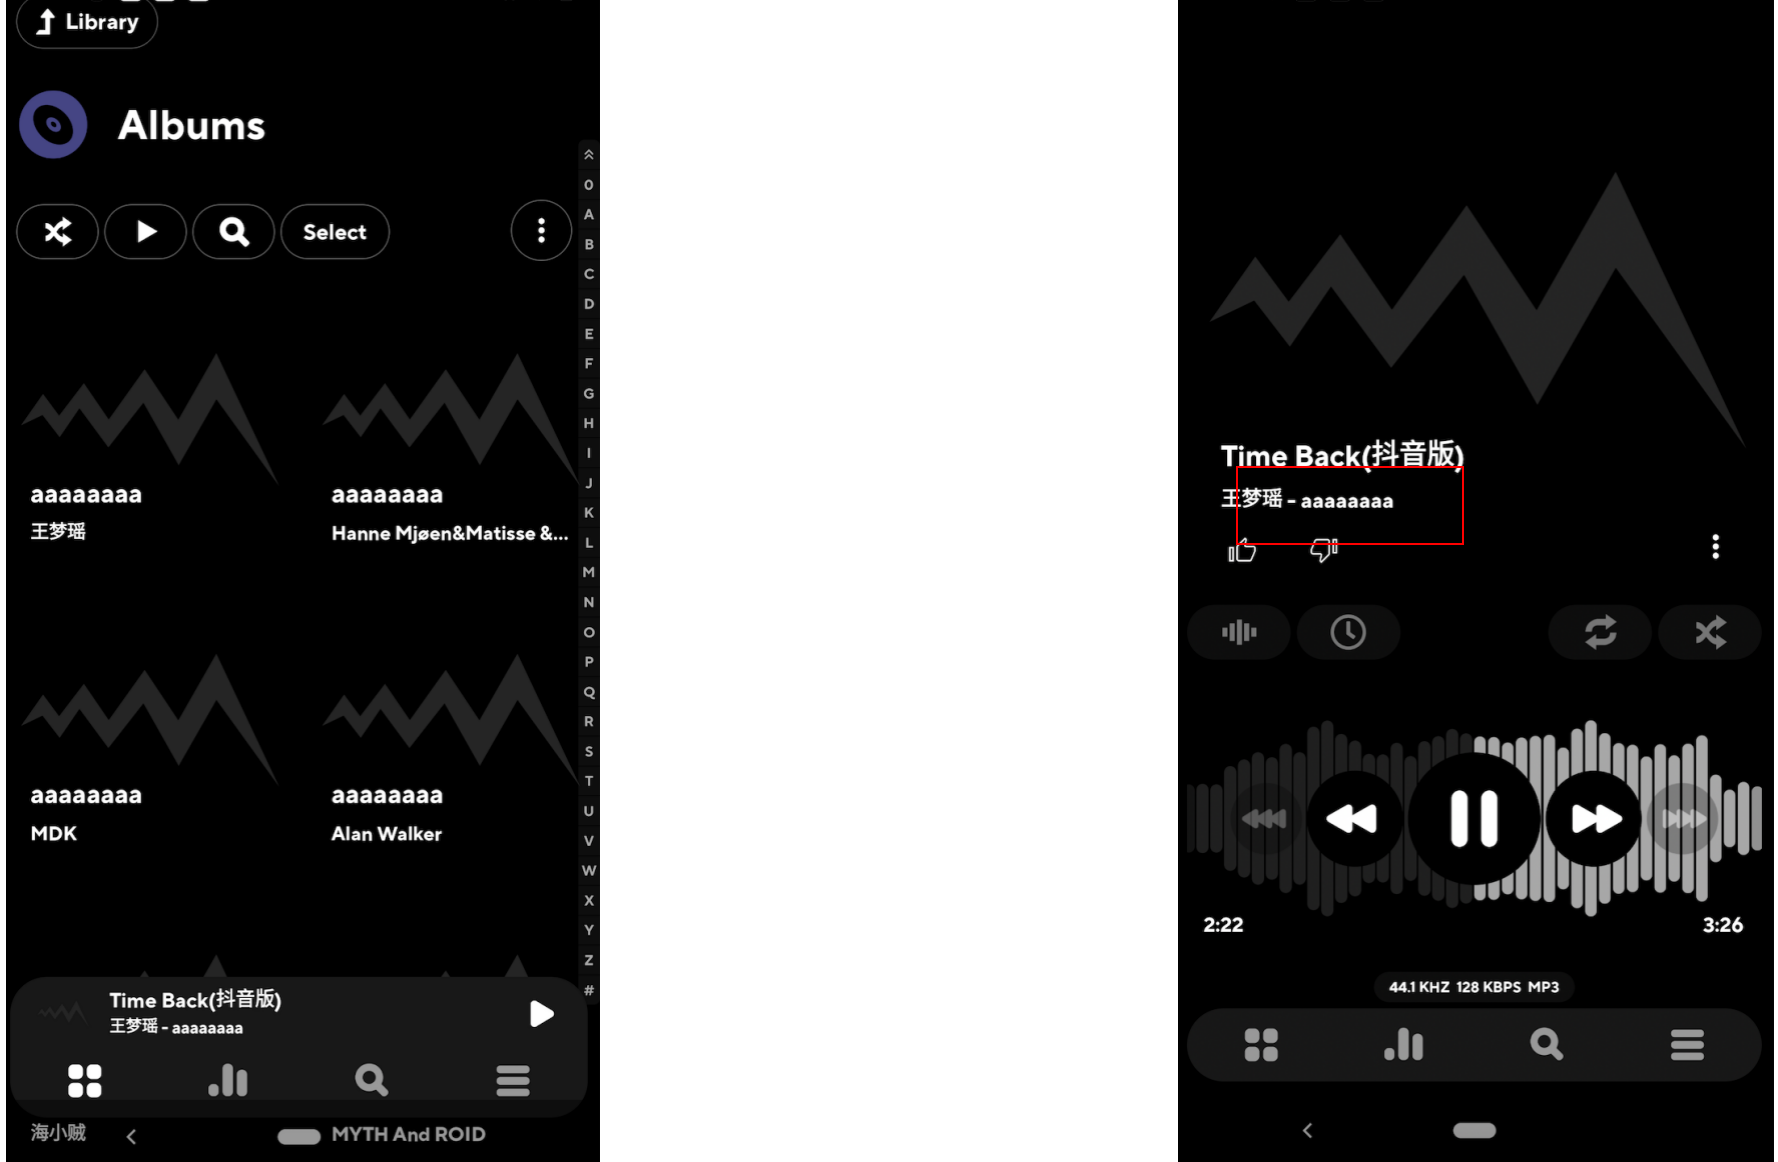 Library
Albums
Select
0
A
B
C
D
E
F
G
H
I
J
K
L
M
N
O
P
Q
R
S
T
U
V
W
X
Y
Z
#
aaaaaaaa
王梦瑶
aaaaaaaa
Hanne Mjøen&Matisse &...
aaaaaaaa
MDK
aaaaaaaa
Alan Walker
Time Back(抖音版)
王梦瑶 - aaaaaaaa
海小贼
MYTH And ROID
Time Back(抖音版)
王梦瑶 - aaaaaaaa
2:22
3:26
44.1 KHZ 128 KBPS MP3